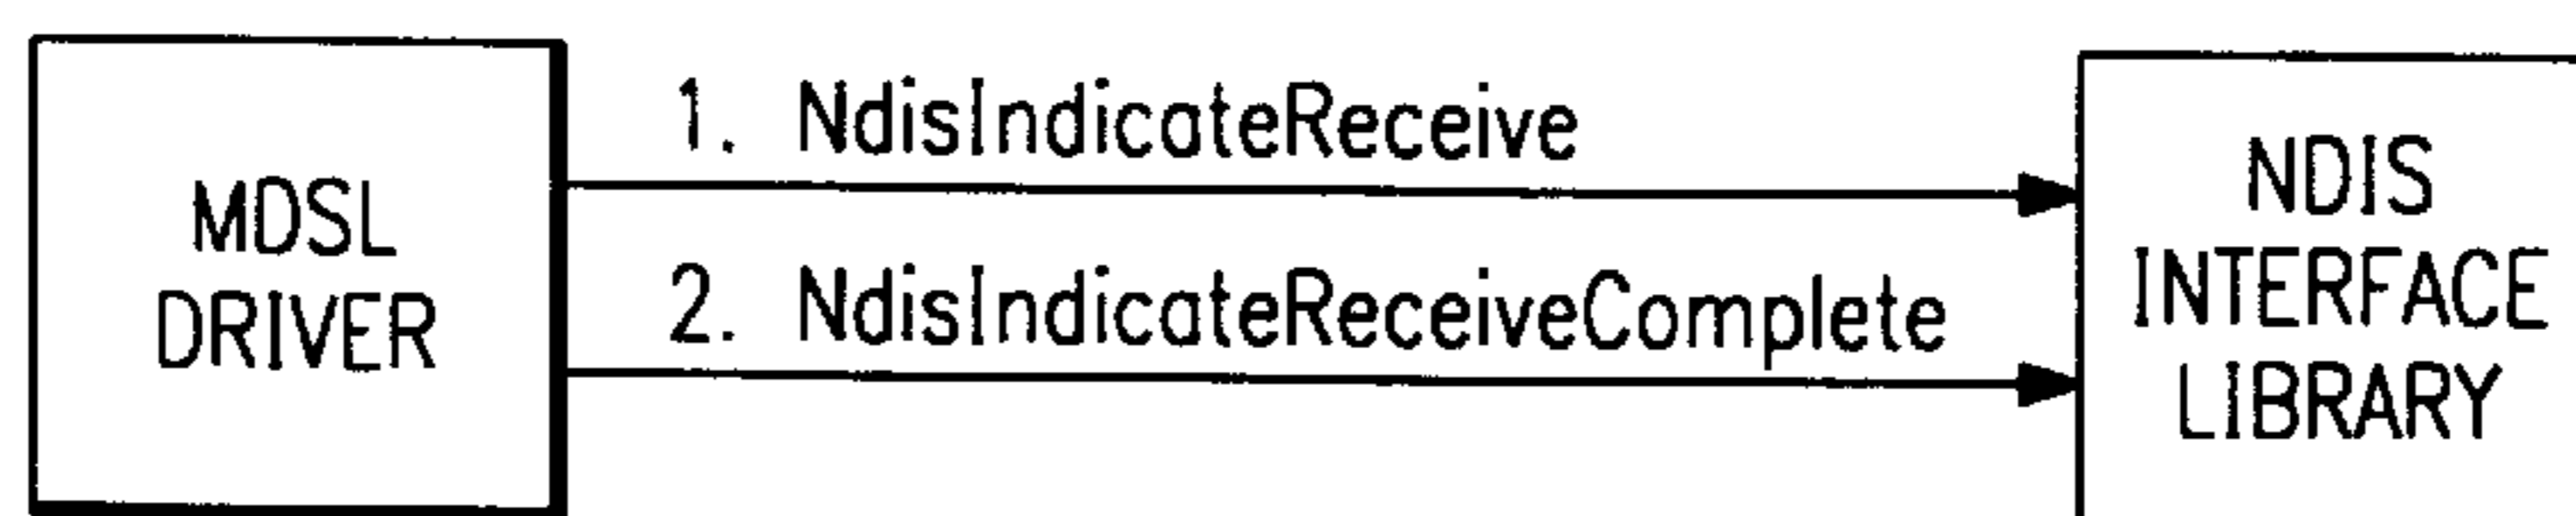 MDSL
DRIVER
1. NdisIndicateReceive
2. NdisIndicateReceiveComplete
NDIS
INTERFACE
LIBRARY